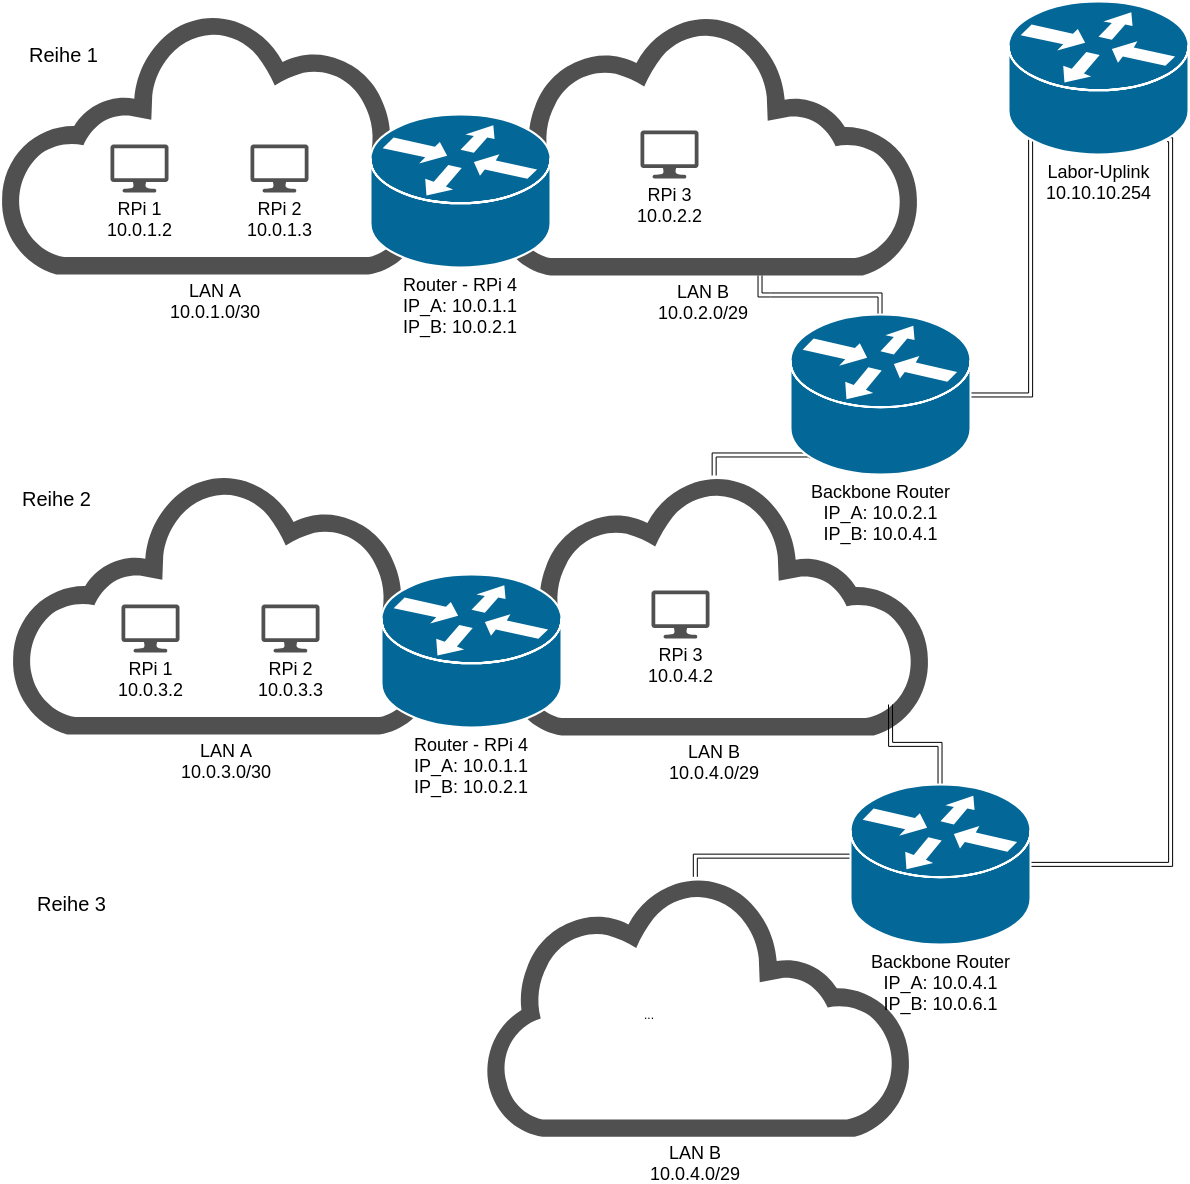 Reihe 1
RPi 1
10.0.1.2
RPi 2
10.0.1.3
LAN A
10.0.1.0/30
Router - RPi 4
IP_A: 10.0.1.1
IP_B: 10.0.2.1
RPi 3
10.0.2.2
LAN B
10.0.2.0/29
Labor-Uplink
10.10.10.254
Backbone Router
IP_A: 10.0.2.1
IP_B: 10.0.4.1
Reihe 2
RPi 1
10.0.3.2
RPi 2
10.0.3.3
LAN A
10.0.3.0/30
Router - RPi 4
IP_A: 10.0.1.1
IP_B: 10.0.2.1
RPi 3
10.0.4.2
LAN B
10.0.4.0/29
Backbone Router
IP_A: 10.0.4.1
IP_B: 10.0.6.1
Reihe 3
...
LAN B
10.0.4.0/29